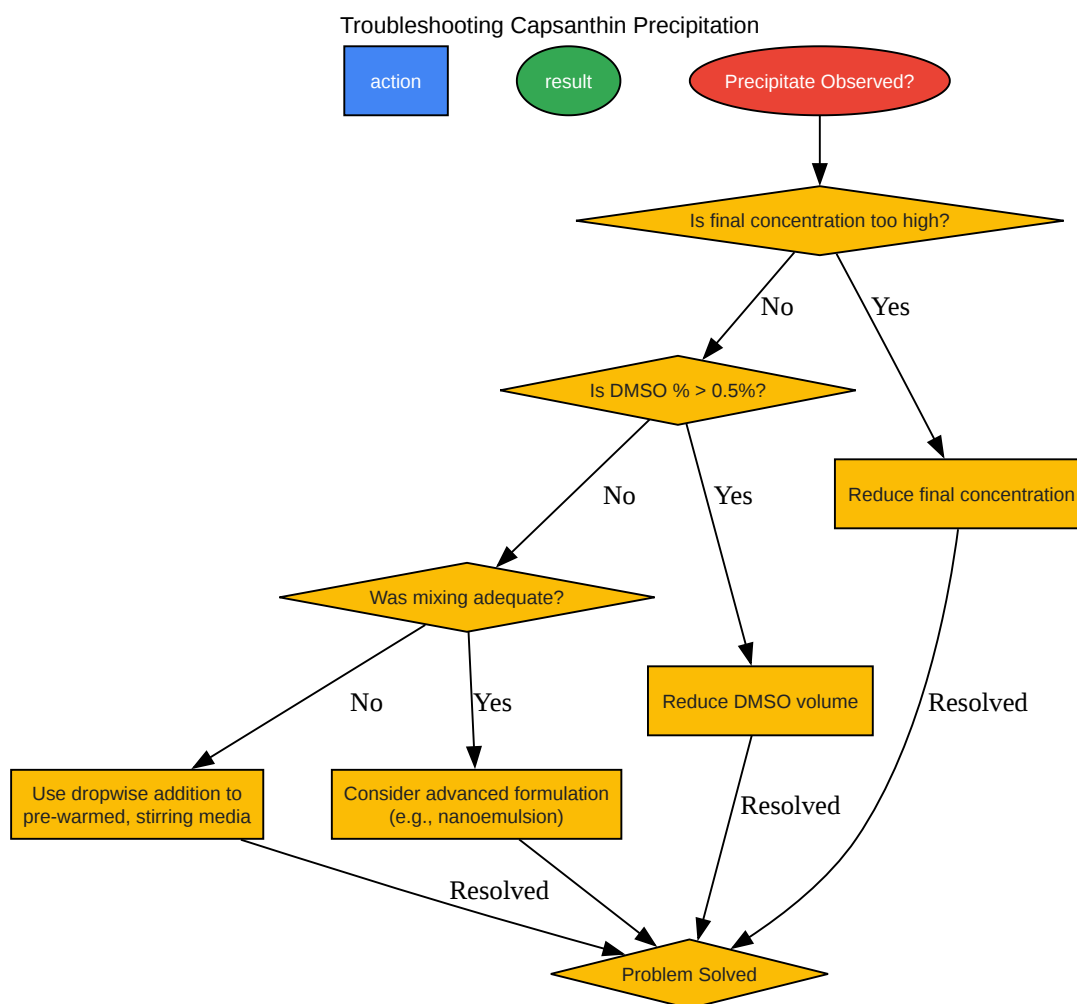 Troubleshooting Capsanthin Precipitation
action
result
Precipitate Observed?
Is final concentration too high?
No
Yes
Is DMSO % > 0.5%?
No
Yes
Reduce final concentration
Was mixing adequate?
No
Yes
Reduce DMSO volume
Resolved
Use dropwise addition to
pre-warmed, stirring media
Consider advanced formulation
(e.g., nanoemulsion)
Resolved
Resolved
Problem Solved